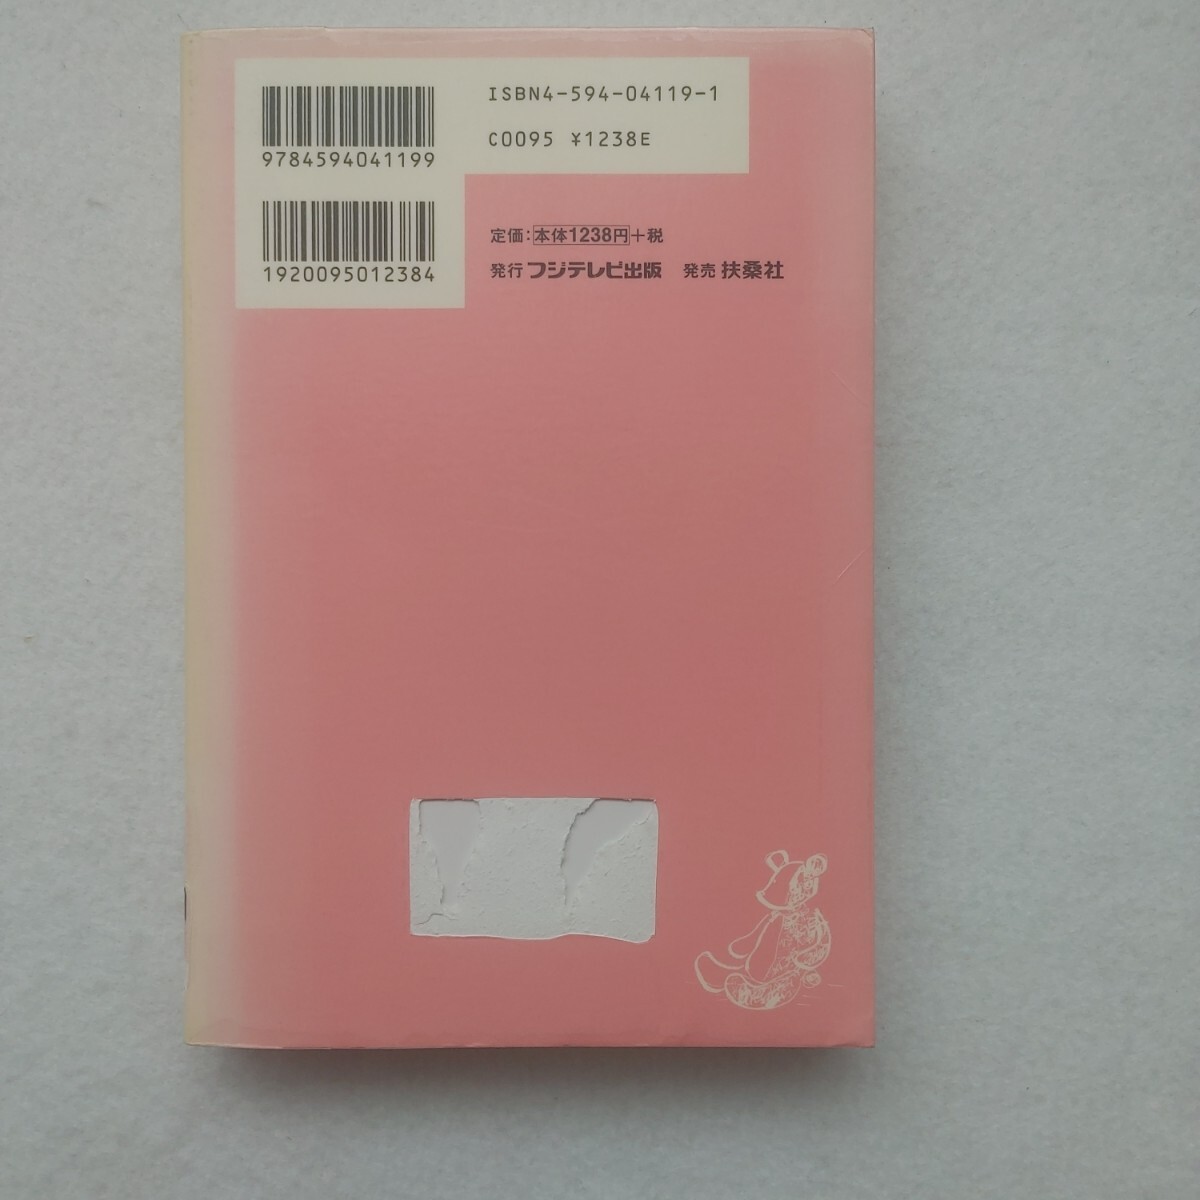 ISBN4-594-04119-1
C0095 ¥1238E
9784594041199
1920095012384
定価:本体1238円+税
発行 フジテレビ出版 発売 扶桑社